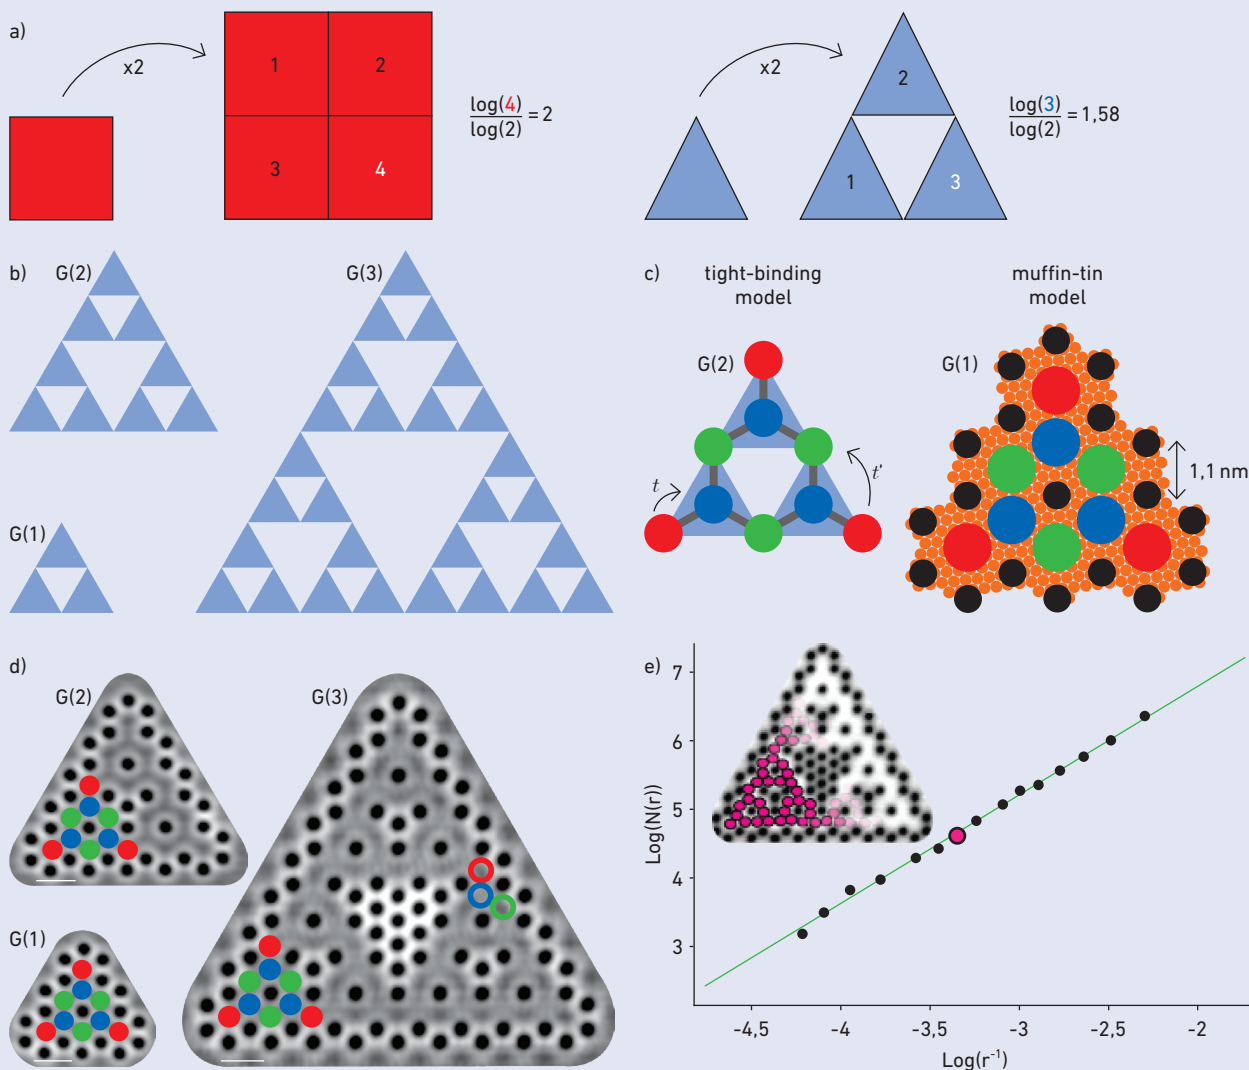 a)
x2
1
2
3
4
log(4)
log(2)
=2
x2
2
1
3
log(3)
log(2)
=1,58
b)
G(2)
G(3)
G(1)
c)
tight-binding
model
muffin-tin
model
G(2)
G(1)
t
t'
1,1 nm
d)
G(2)
G(3)
G(1)
e)
7
6
5
4
3
Log(N(r))
-4,5
-4
-3,5
-3
-2,5
-2
Log(r⁻¹)